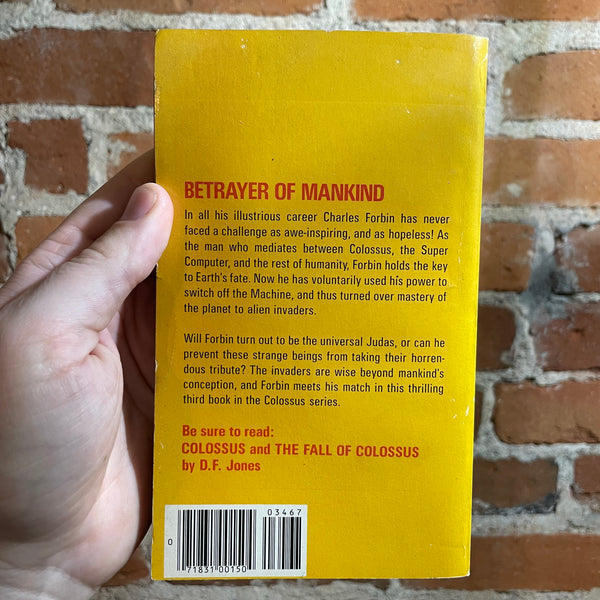 BETRAYER OF MANKIND
In all his illustrious career Charles Forbin has never
faced a challenge as awe-inspiring, and as hopeless! As
the man who mediates between Colossus, the Super
Computer, and the rest of humanity, Forbin holds the key
to Earth's fate. Now he has voluntarily used his power to
switch off the Machine, and thus turned over mastery of
the planet to alien invaders.
Will Forbin turn out to be the universal Judas, or can he
prevent these strange beings from taking their horren-
dous tribute? The invaders are wise beyond mankind's
conception, and Forbin meets his match in this thrilling
third book in the Colossus series.
Be sure to read:
COLOSSUS and THE FALL OF COLOSSUS
by D.F. Jones
03467
0
71831 00150